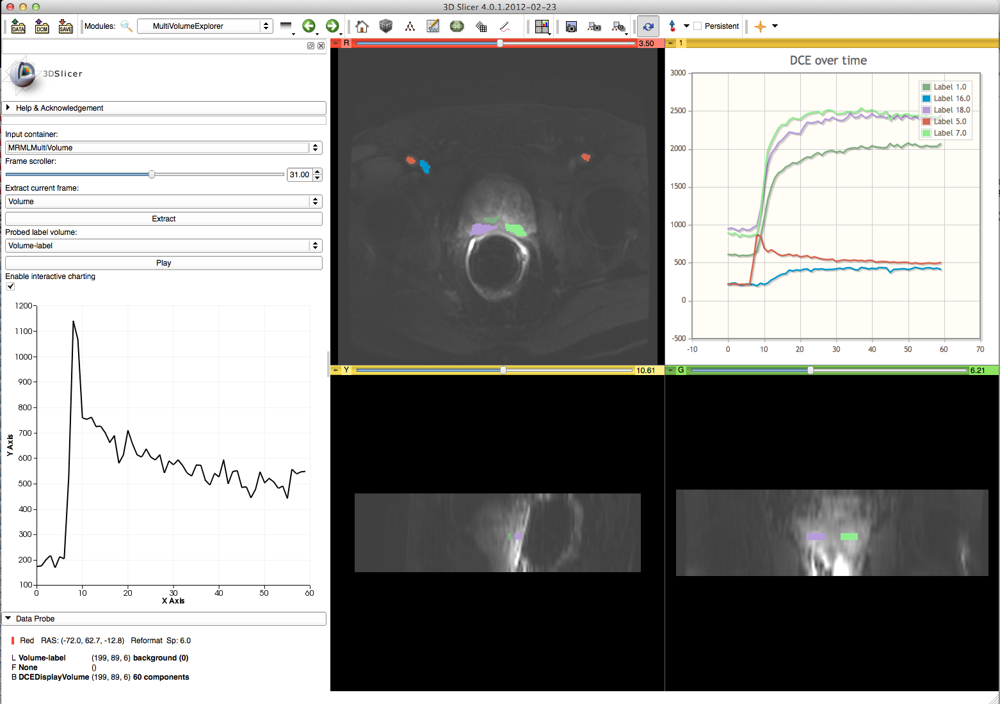 3D Slicer 4.0.1.2012-02-23
DATA
DCM
SAVE
Modules:
MultiVolumeExplorer
Persistent
3DSlicer
Help & Acknowledgement
Input container:
MRMLMultiVolume
Frame scroller:
31.00
Extract current frame:
Volume
Extract
Probed label volume:
Volume-label
Play
Enable interactive charting
1200
1100
1000
900
800
700
600
500
400
300
200
100
Y Axis
0 10 20 30 40 50 60
X Axis
Data Probe
Red RAS: (-72.0, 62.7, -12.8) Reformat Sp: 6.0
L Volume-label (199, 89, 6) background (0)
F None ()
B DCEDisplayVolume (199, 89, 6) 60 components
R 3.50
1
DCE over time
3000
2500
2000
1500
1000
500
0
-500
-10 0 10 20 30 40 50 60 70
Label 1.0
Label 16.0
Label 18.0
Label 5.0
Label 7.0
Y 10.61
G 6.21